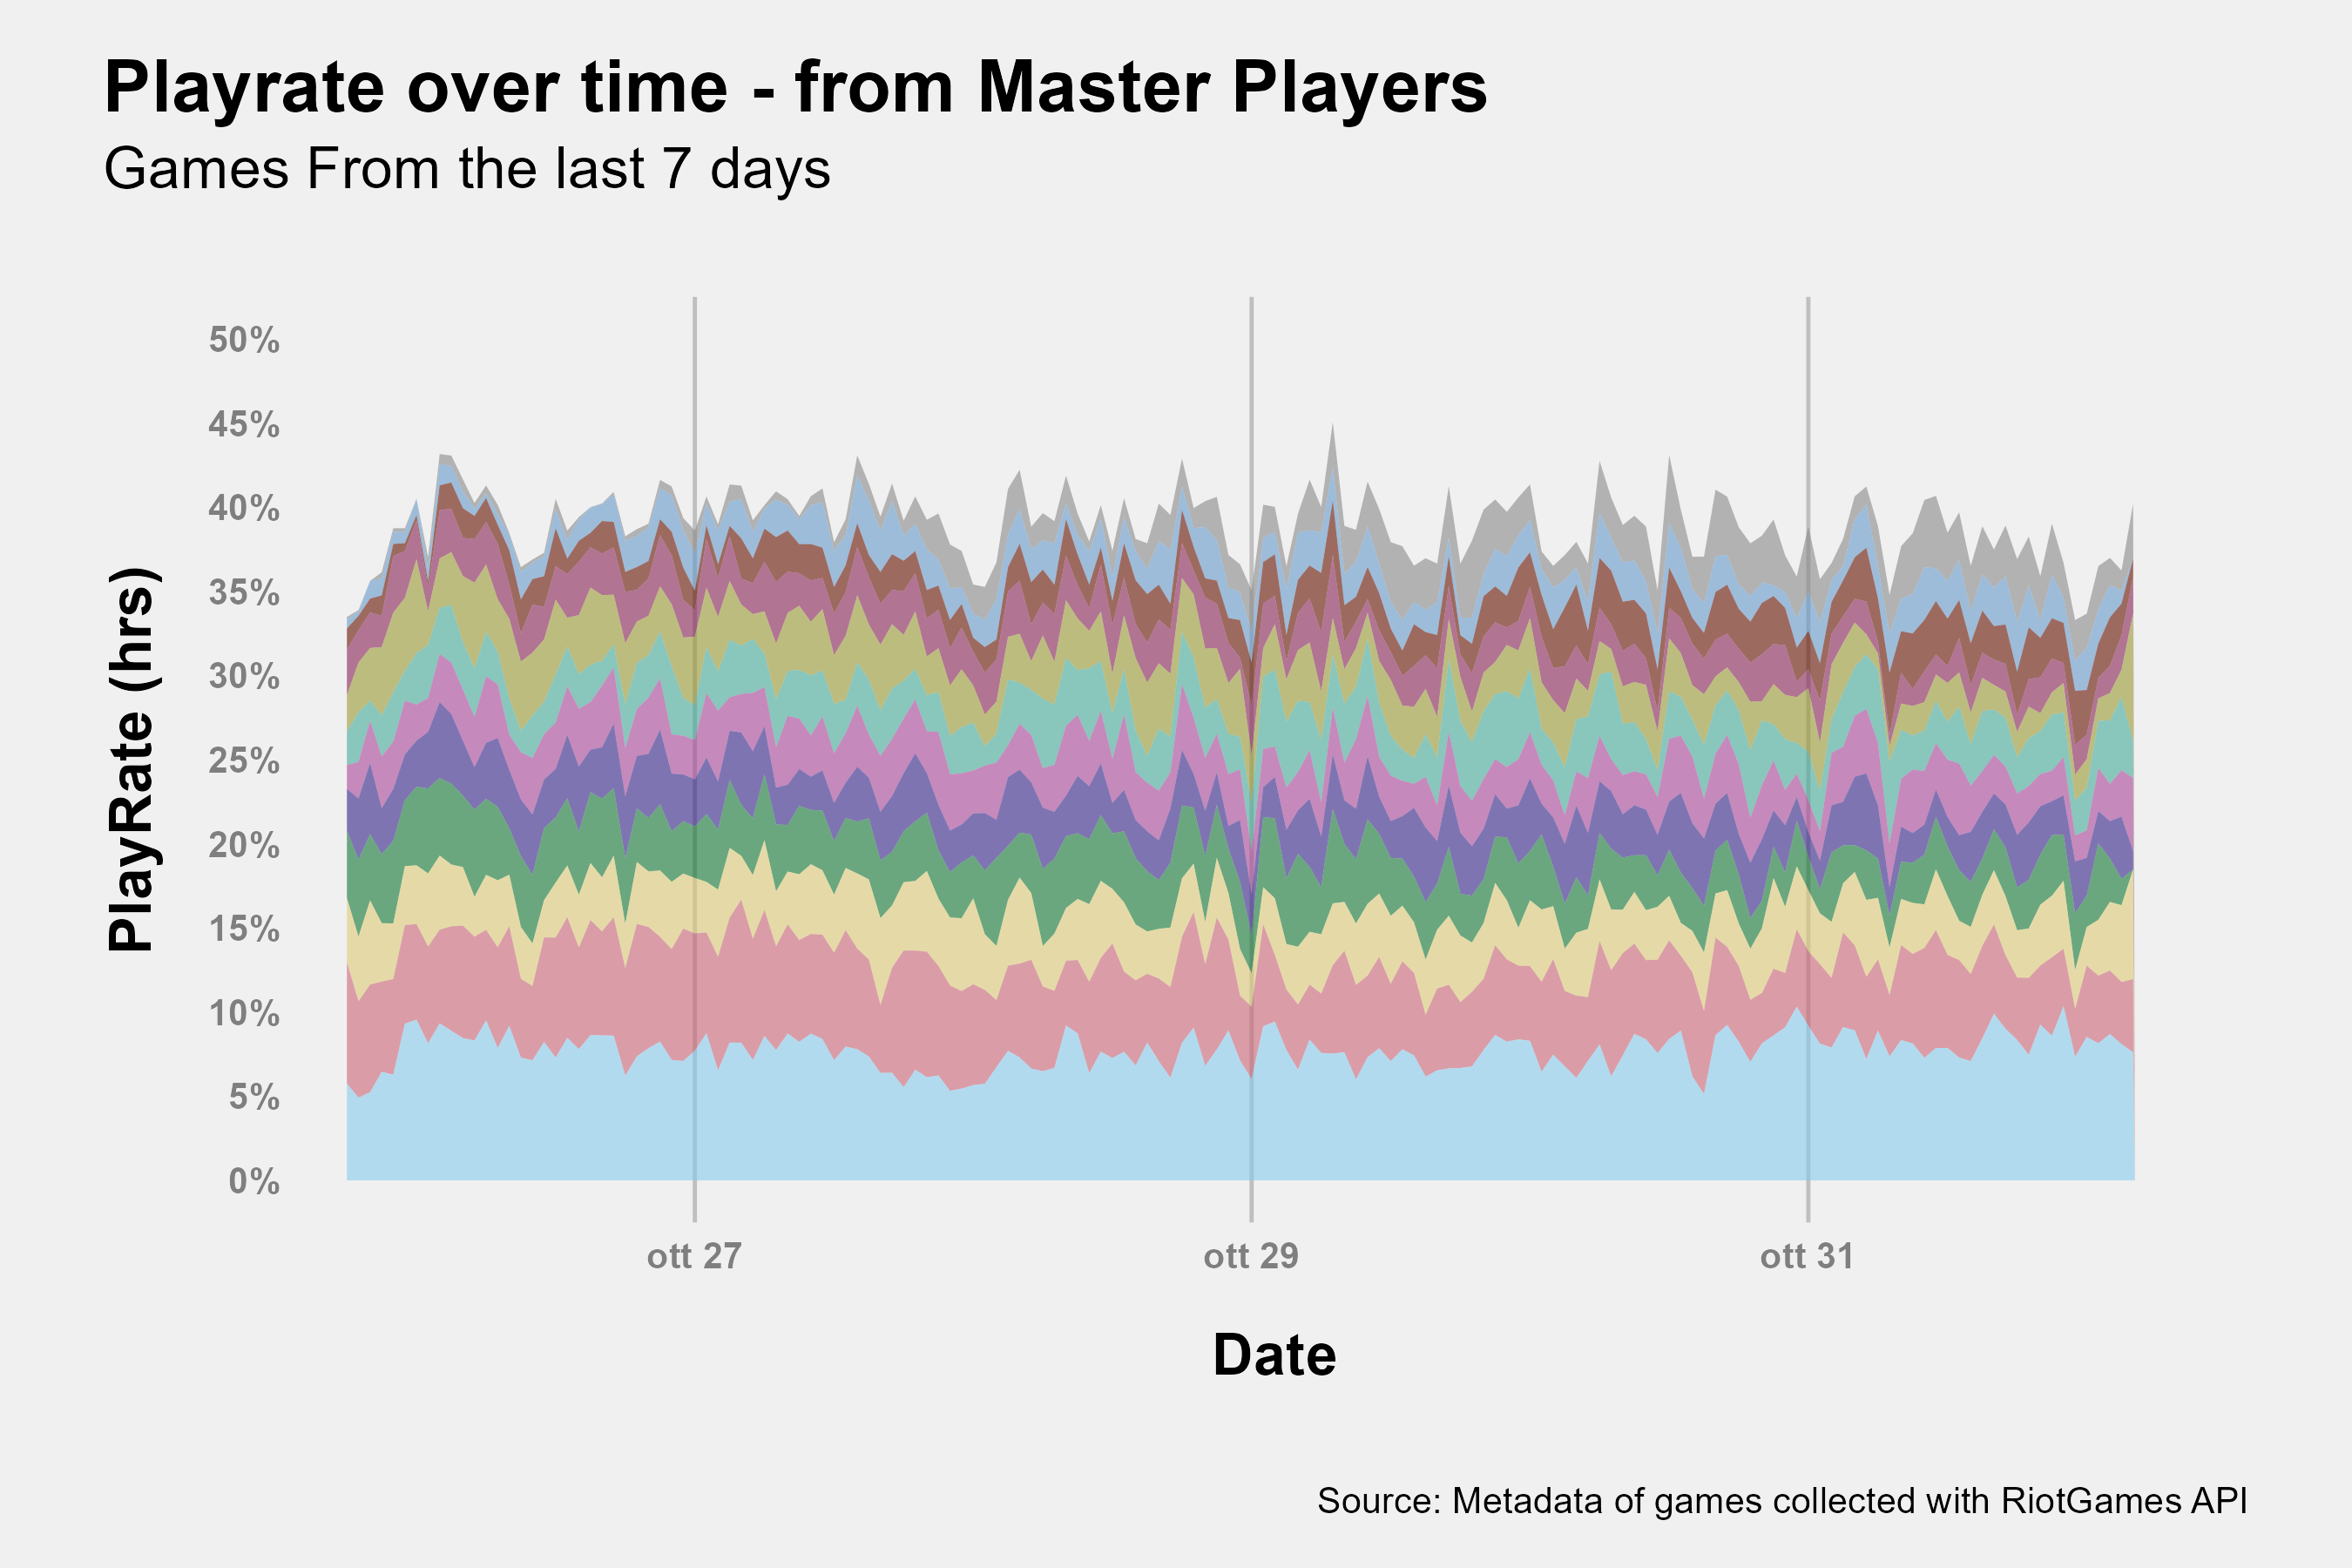 Playrate over time - from Master Players
Games From the last 7 days
PlayRate (hrs)
50%
45%
40%
35%
30%
25%
20%
15%
10%
5%
0%
ott 27
ott 29
ott 31
Date
Source: Metadata of games collected with RiotGames API